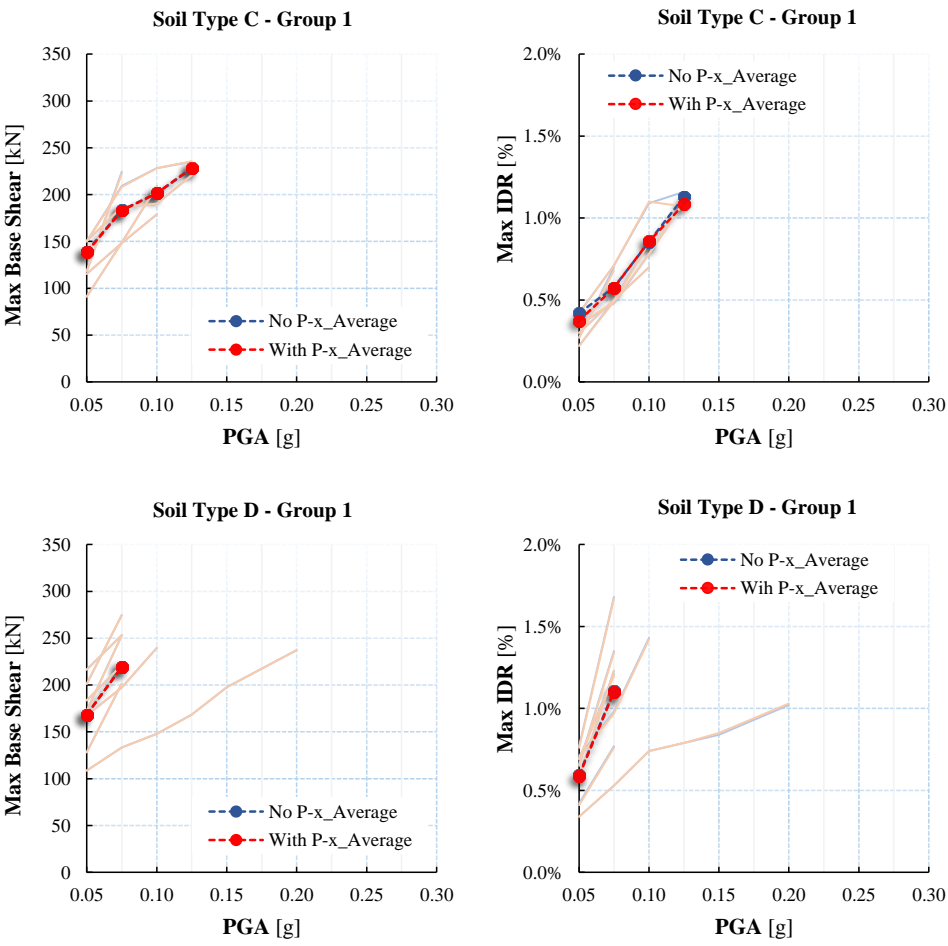 Soil Type C - Group 1
Max Base Shear [kN]
350
300
250
200
150
100
50
0
No P-x_Average
With P-x_Average
0.05 0.10 0.15 0.20 0.25 0.30
PGA [g]
Soil Type C - Group 1
Max IDR [%]
2.0%
1.5%
1.0%
0.5%
0.0%
No P-x_Average
Wih P-x_Average
0.05 0.10 0.15 0.20 0.25 0.30
PGA [g]
Soil Type D - Group 1
Max Base Shear [kN]
350
300
250
200
150
100
50
0
No P-x_Average
With P-x_Average
0.05 0.10 0.15 0.20 0.25 0.30
PGA [g]
Soil Type D - Group 1
Max IDR [%]
2.0%
1.5%
1.0%
0.5%
0.0%
No P-x_Average
Wih P-x_Average
0.05 0.10 0.15 0.20 0.25 0.30
PGA [g]